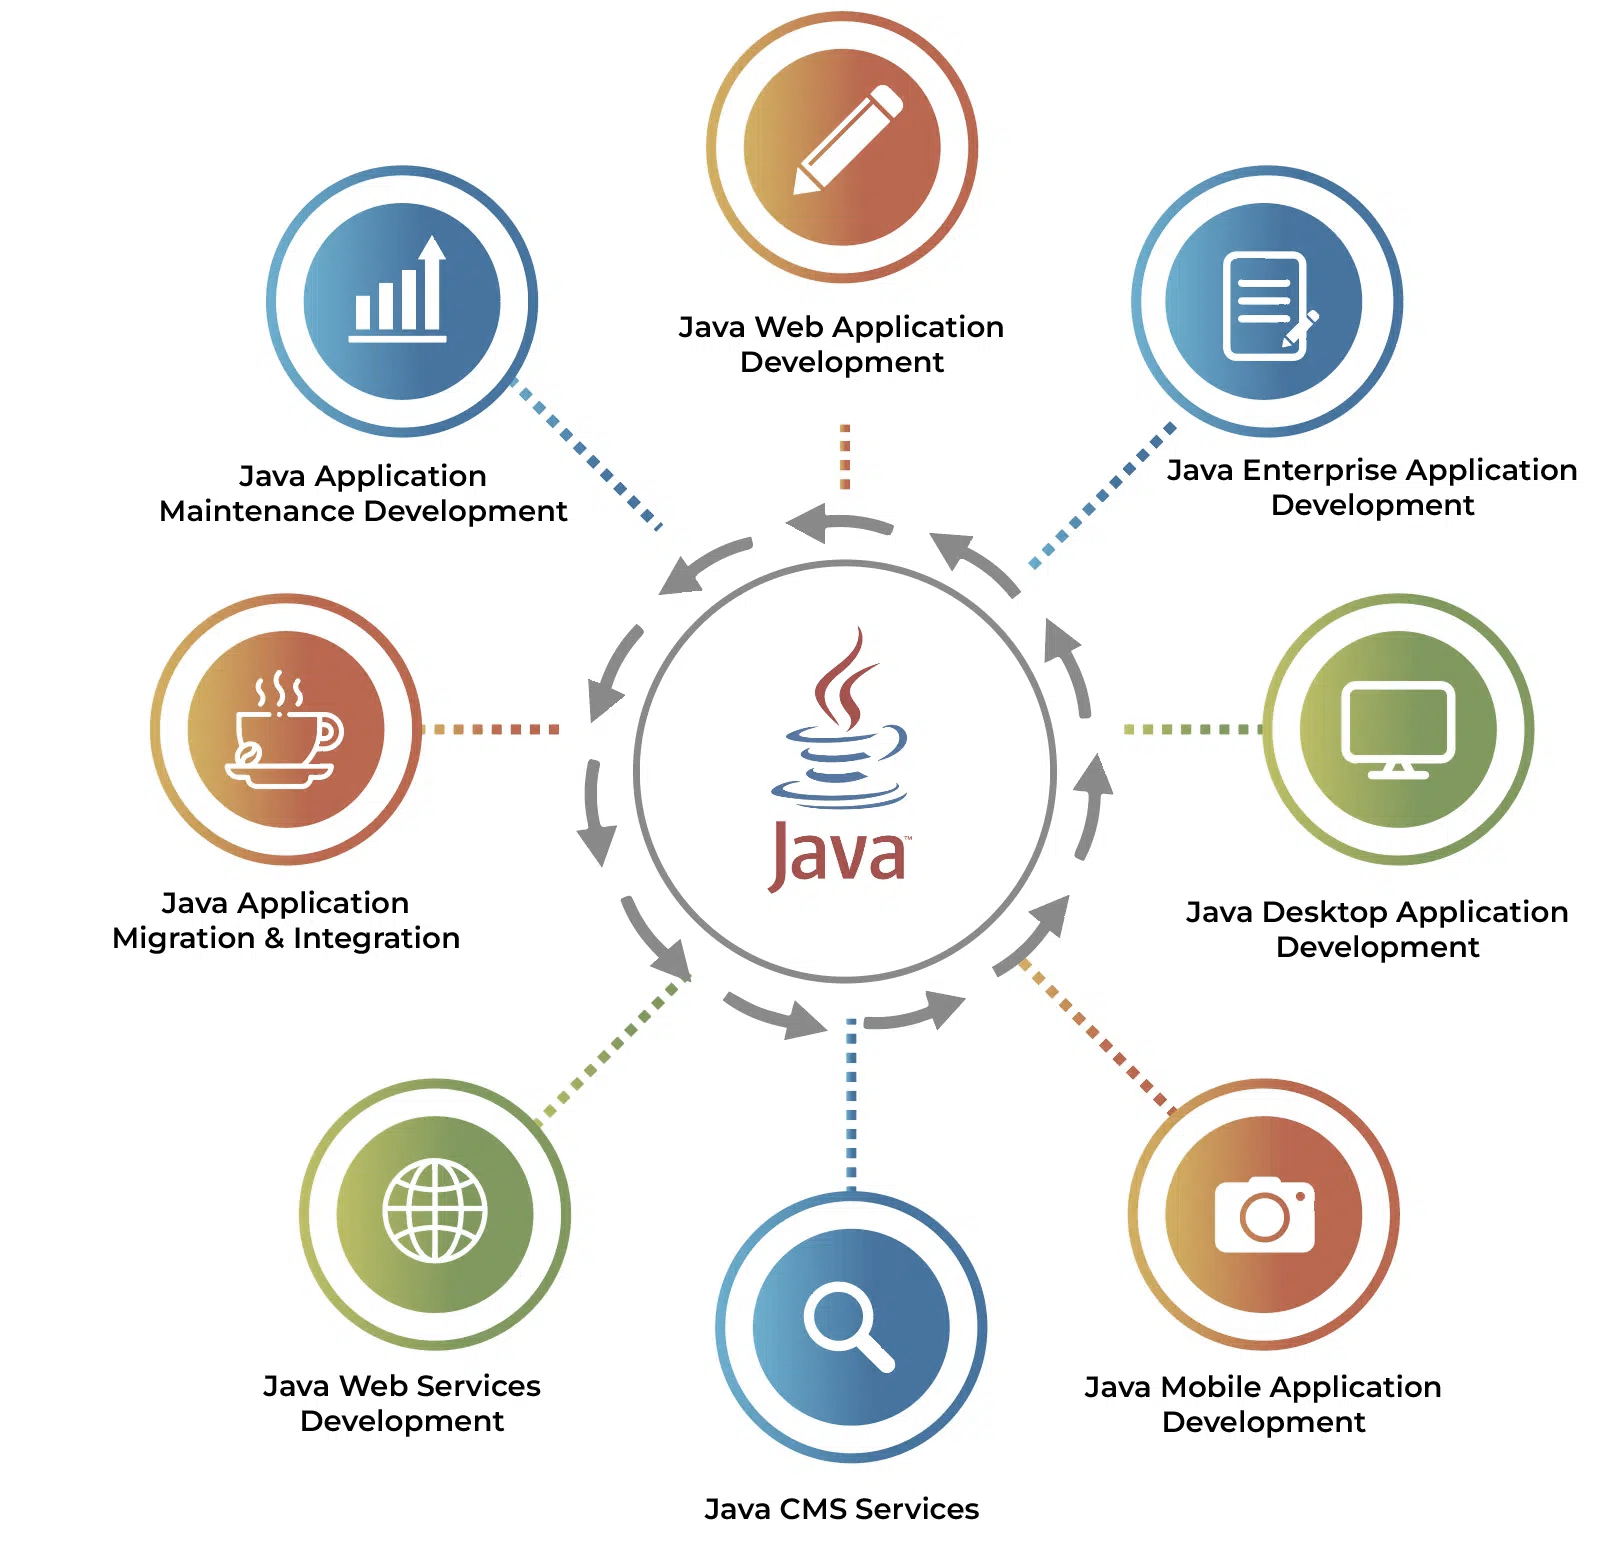 Java Web Application
Development
Java Application
Maintenance Development
Java Enterprise Application
Development
Java™
Java Application
Migration & Integration
Java Desktop Application
Development
Java Web Services
Development
Java Mobile Application
Development
Java CMS Services